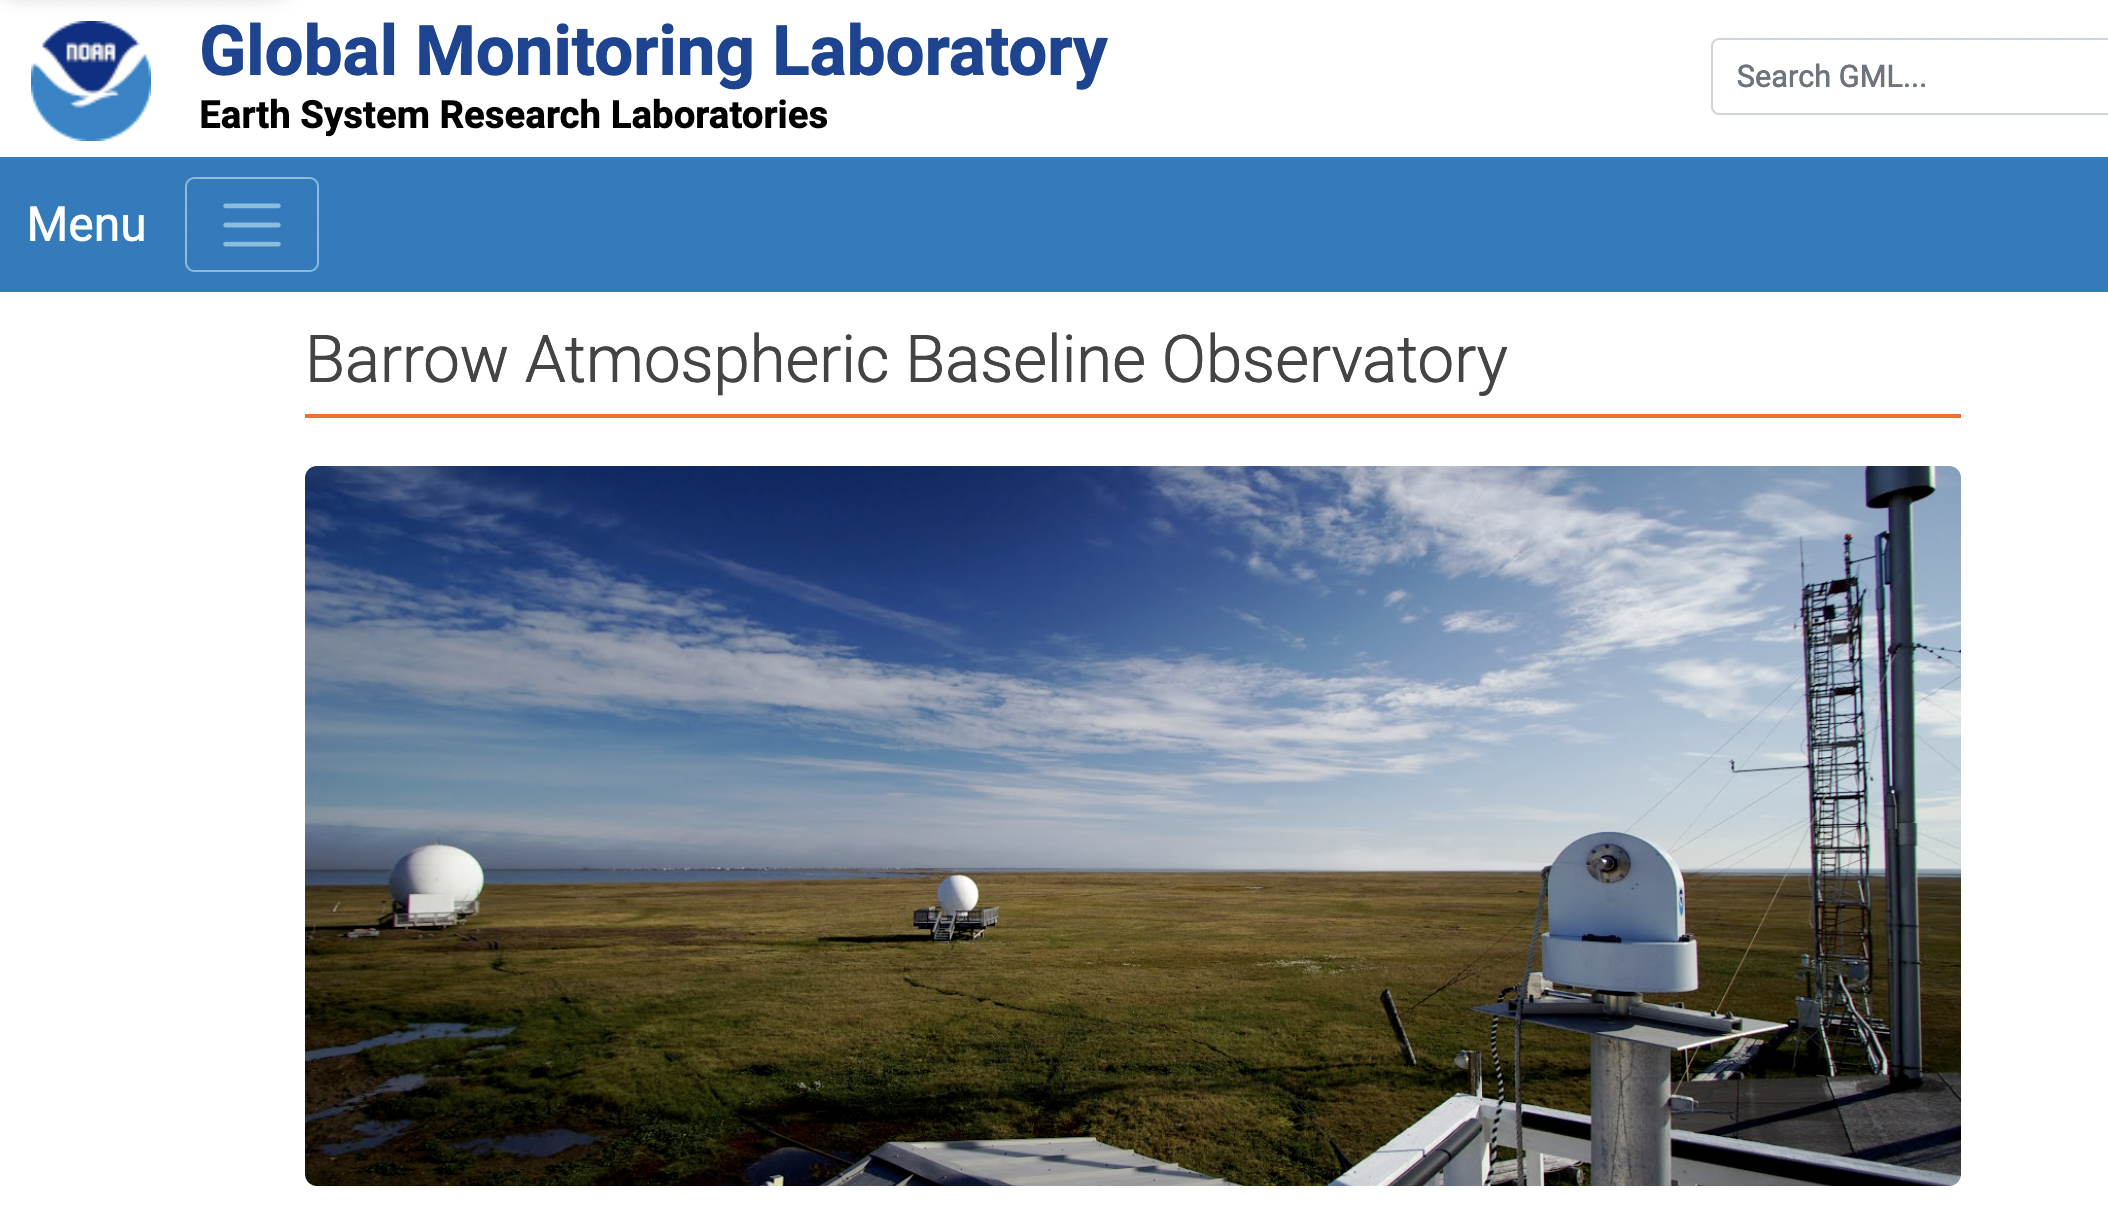 NOAA
Global Monitoring Laboratory
Earth System Research Laboratories
Search GML...
Menu
Barrow Atmospheric Baseline Observatory